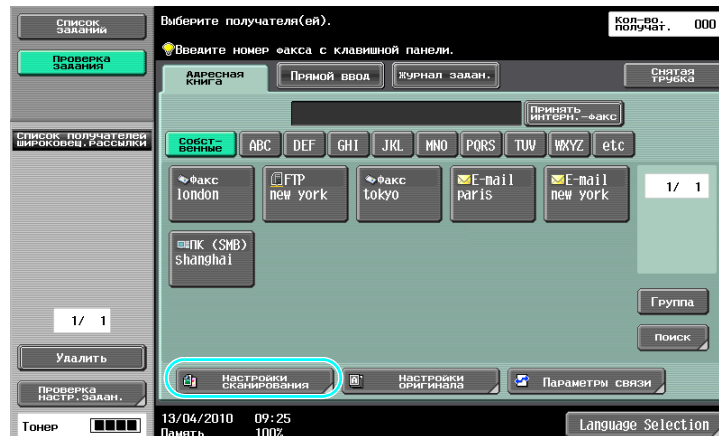 Список заданий
Выберите получателя(ей).
Кол-во. получат. 000
Проверка задания
Введите номер факса с клавишной панели.
Адресная книга
Прямой ввод
Журнал задан.
Снятая трубка
Принять интерн.-факс
Список получателей широковещ.рассылки
Собст-венные
ABC
DEF
GHI
JKL
MNO
PQRS
TUV
WXYZ
etc
Факс
london
FTP
new york
Факс
tokyo
E-mail
paris
E-mail
new york
1/ 1
ПК (SMB)
shanghai
Группа
1/ 1
Поиск
Удалить
Проверка настр.задан.
Настройки сканирования
Настройки оригинала
Параметры связи
Тонер
13/04/2010 09:25
Память 100%
Language Selection